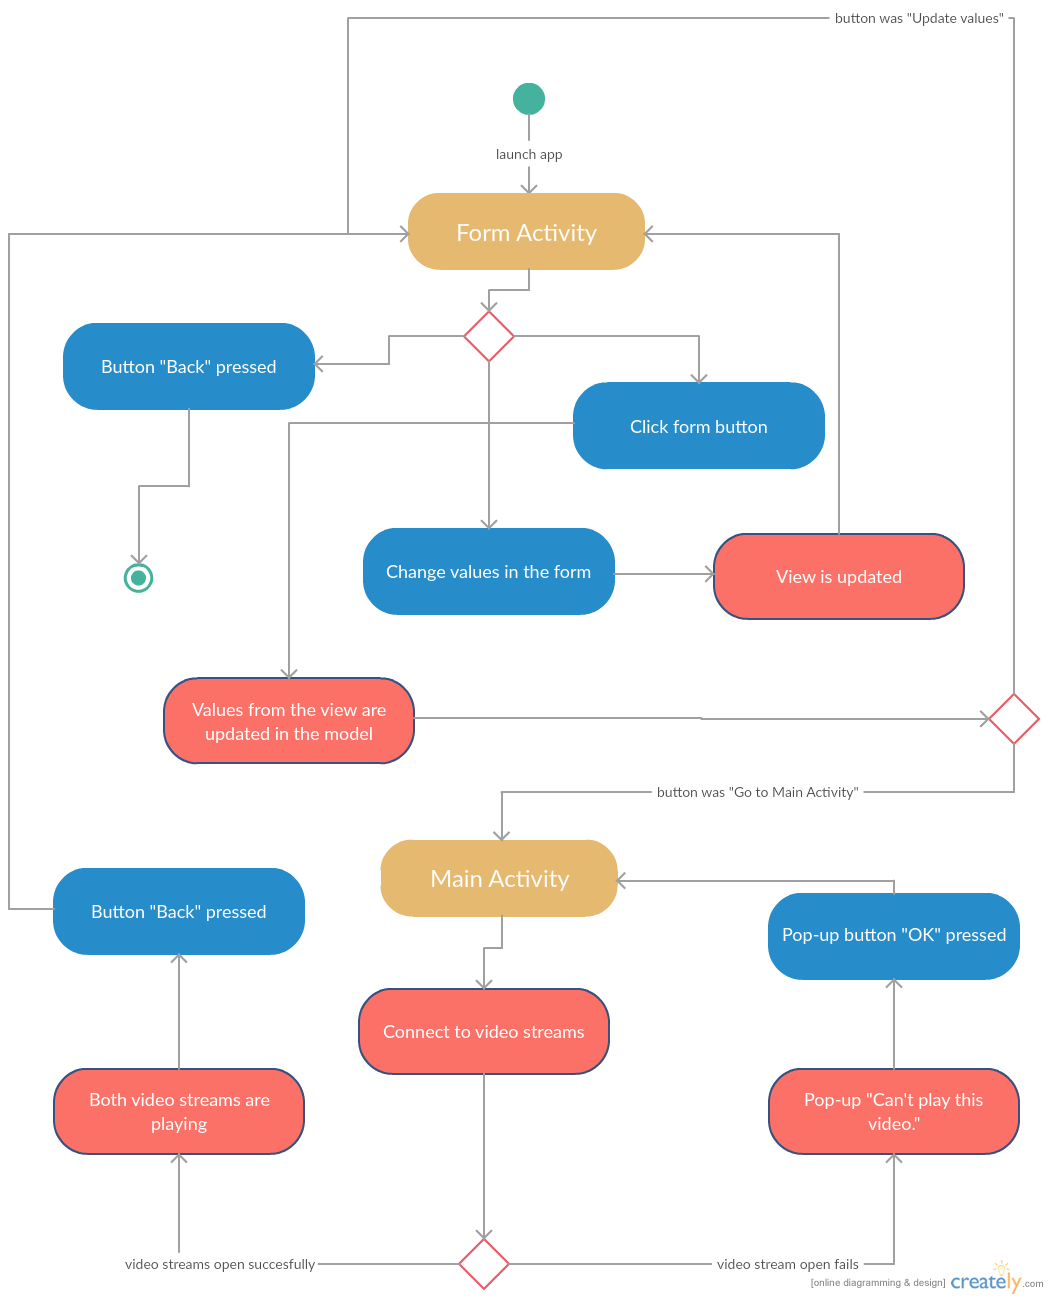 button was "Update values"
launch app
Form Activity
Button "Back" pressed
Click form button
Change values in the form
View is updated
Values from the view are
updated in the model
button was "Go to Main Activity"
Main Activity
Button "Back" pressed
Pop-up button "OK" pressed
Connect to video streams
Both video streams are
playing
Pop-up "Can't play this
video."
video streams open succesfully
video stream open fails
[online diagramming & design] creately.com